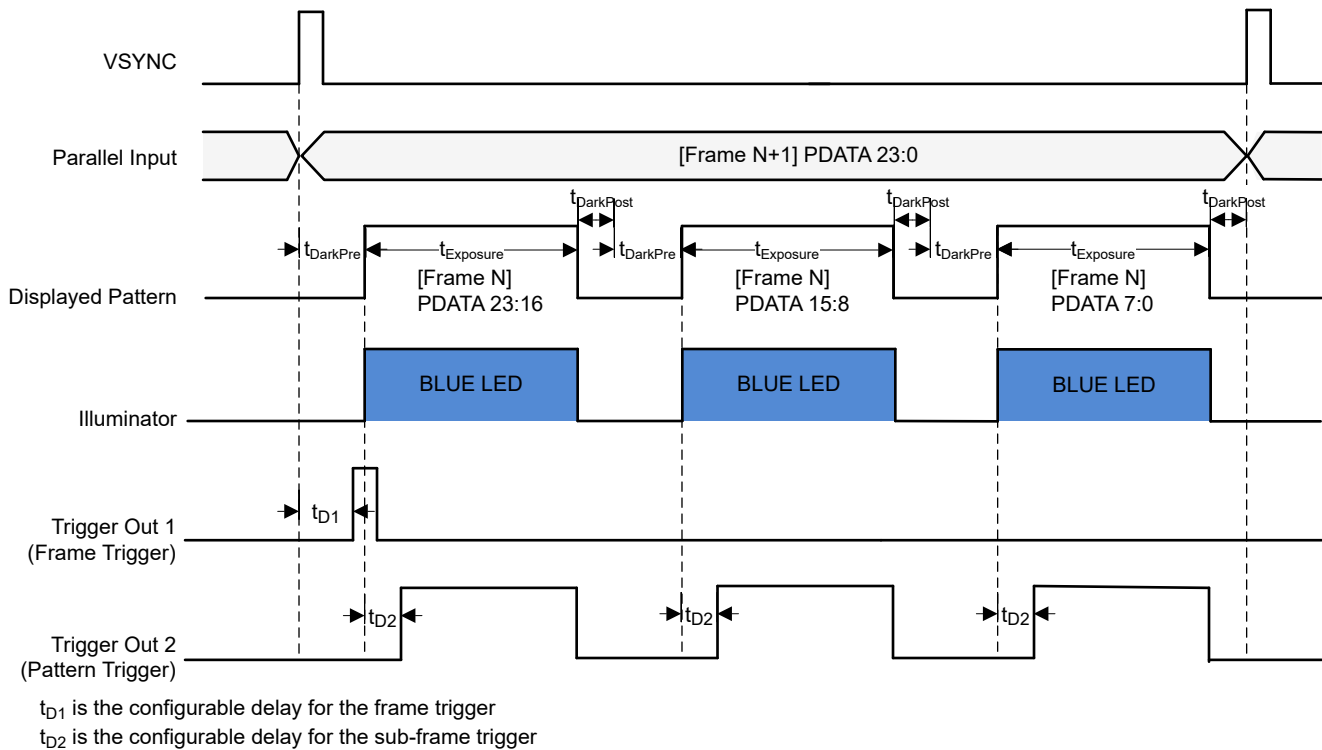 VSYNC
Parallel Input
[Frame N+1] PDATA 23:0
tDarkPost
tDarkPost
tDarkPost
tDarkPre
tExposure
tDarkPre
tExposure
tDarkPre
tExposure
Displayed Pattern
[Frame N]
PDATA 23:16
[Frame N]
PDATA 15:8
[Frame N]
PDATA 7:0
Illuminator
BLUE LED
BLUE LED
BLUE LED
Trigger Out 1
(Frame Trigger)
tD1
Trigger Out 2
(Pattern Trigger)
tD2
tD2
tD2
tD1 is the configurable delay for the frame trigger
tD2 is the configurable delay for the sub-frame trigger